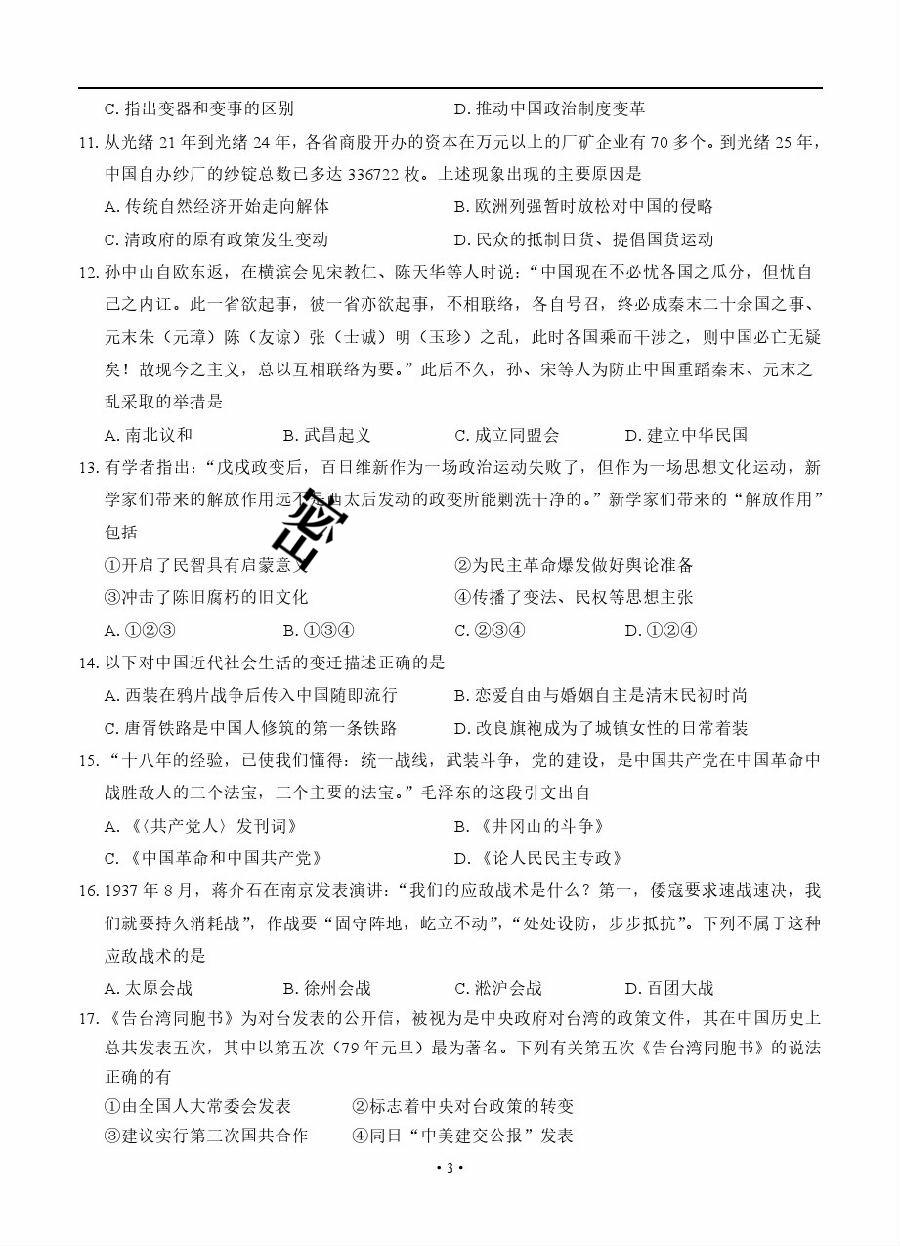 C. 指出变器和变事的区别 D. 推动中国政治制度变革
11. 从光绪 21 年到光绪 24 年，各省商股开办的资本在万元以上的厂矿企业有 70 多个。到光绪 25 年，
中国自办纱厂的纱锭总数已多达 336722 枚。上述现象出现的主要原因是
A. 传统自然经济开始走向解体 B. 欧洲列强暂时放松对中国的侵略
C. 清政府的原有政策发生变动 D. 民众的抵制日货、提倡国货运动
12. 孙中山自欧东返，在横滨会见宋教仁、陈天华等人时说：“中国现在不必忧各国之瓜分，但忧自
己之内讧。此一省欲起事，彼一省亦欲起事，不相联络，各自号召，终必成秦末二十余国之事、
元末朱（元璋）陈（友谅）张（士诚）明（玉珍）之乱，此时各国乘而干涉之，则中国必亡无疑
矣！故现今之主义，总以互相联络为要。”此后不久，孙、宋等人为防止中国重蹈秦末、元末之
乱采取的举措是
A. 南北议和 B. 武昌起义 C. 成立同盟会 D. 建立中华民国
13. 有学者指出：“戊戌政变后，百日维新作为一场政治运动失败了，但作为一场思想文化运动，新
学家们带来的解放作用远不是西太后发动的政变所能剿洗干净的。”新学家们带来的“解放作用”
包括
密
①开启了民智具有启蒙意义 ②为民主革命爆发做好舆论准备
③冲击了陈旧腐朽的旧文化 ④传播了变法、民权等思想主张
A. ①②③ B. ①③④ C. ②③④ D. ①②④
14. 以下对中国近代社会生活的变迁描述正确的是
A. 西装在鸦片战争后传入中国随即流行 B. 恋爱自由与婚姻自主是清末民初时尚
C. 唐胥铁路是中国人修筑的第一条铁路 D. 改良旗袍成为了城镇女性的日常着装
15. “十八年的经验，已使我们懂得：统一战线，武装斗争，党的建设，是中国共产党在中国革命中
战胜敌人的三个法宝，三个主要的法宝。”毛泽东的这段引文出自
A. 《〈共产党人〉发刊词》 B. 《井冈山的斗争》
C. 《中国革命和中国共产党》 D. 《论人民民主专政》
16. 1937 年 8 月，蒋介石在南京发表演讲：“我们的应敌战术是什么？第一，倭寇要求速战速决，我
们就要持久消耗战”，作战要“固守阵地，屹立不动”，“处处设防，步步抵抗”。下列不属于这种
应敌战术的是
A. 太原会战 B. 徐州会战 C. 淞沪会战 D. 百团大战
17. 《告台湾同胞书》为对台发表的公开信，被视为是中央政府对台湾的政策文件，其在中国历史上
总共发表五次，其中以第五次（79 年元旦）最为著名。下列有关第五次《告台湾同胞书》的说法
正确的有
①由全国人大常委会发表 ②标志着中央对台政策的转变
③建议实行第三次国共合作 ④同日“中美建交公报”发表
• 3 •